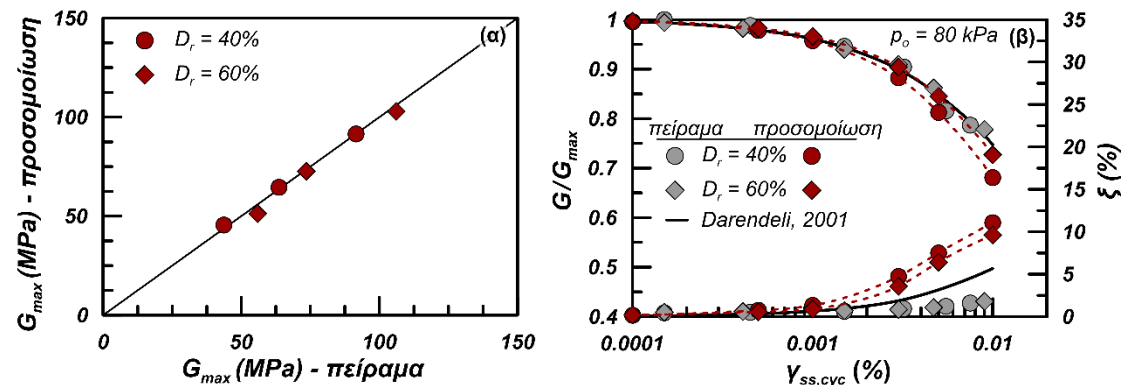 (α)
D_r = 40%
D_r = 60%
G_max (MPa) - προσομοίωση
150
100
50
0
0
50
100
150
G_max (MPa) - πείραμα
(β)
p_o = 80 kPa
πείραμα προσομοίωση
D_r = 40%
D_r = 60%
Darendeli, 2001
G/G_max
1
0.9
0.8
0.7
0.6
0.5
0.4
ξ (%)
35
30
25
20
15
10
5
0
0.0001
0.001
0.01
γ_ss,cyc (%)